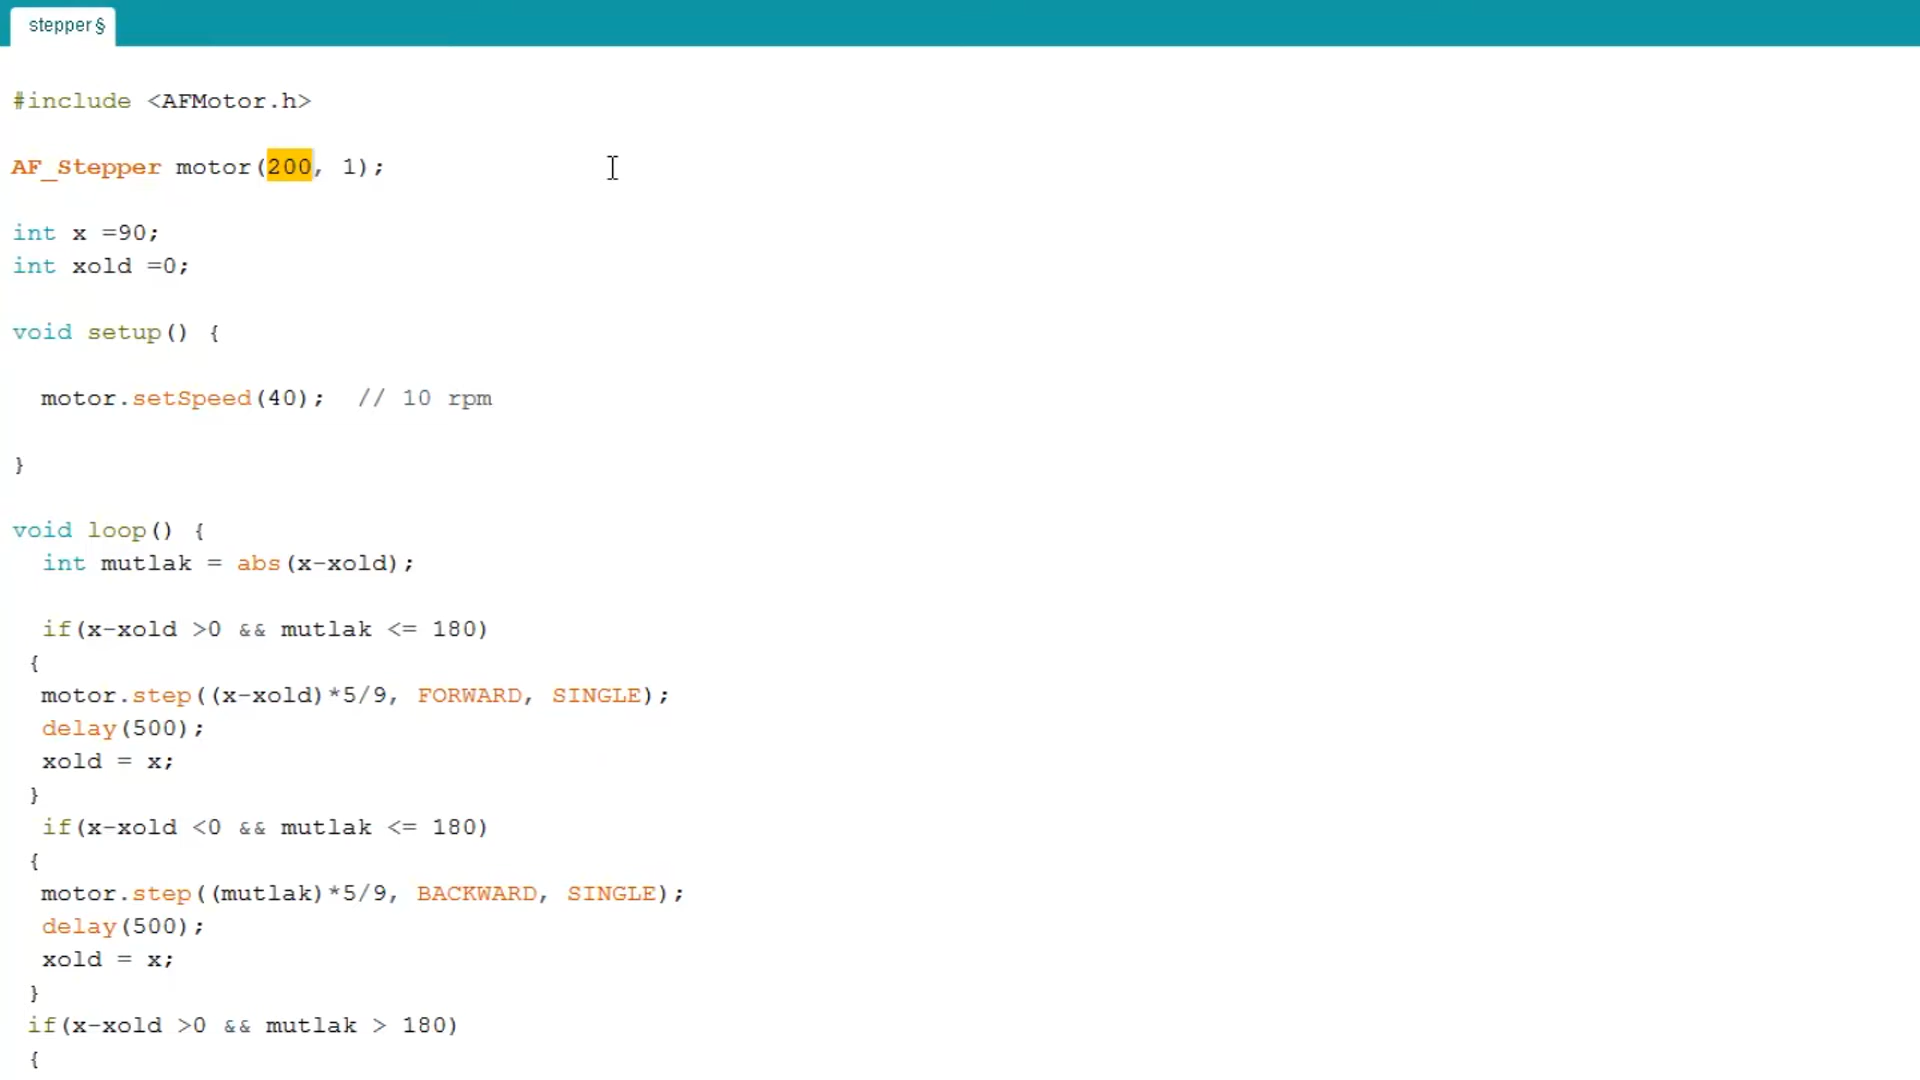 stepper§
#include <AFMotor.h>
AF_Stepper motor(200, 1);
int x =90;
int xold =0;
void setup() {
motor.setSpeed(40);  // 10 rpm
}
void loop() {
int mutlak = abs(x-xold);
if(x-xold >0 && mutlak <= 180)
{
motor.step((x-xold)*5/9, FORWARD, SINGLE);
delay(500);
xold = x;
}
if(x-xold <0 && mutlak <= 180)
{
motor.step((mutlak)*5/9, BACKWARD, SINGLE);
delay(500);
xold = x;
}
if(x-xold >0 && mutlak > 180)
{